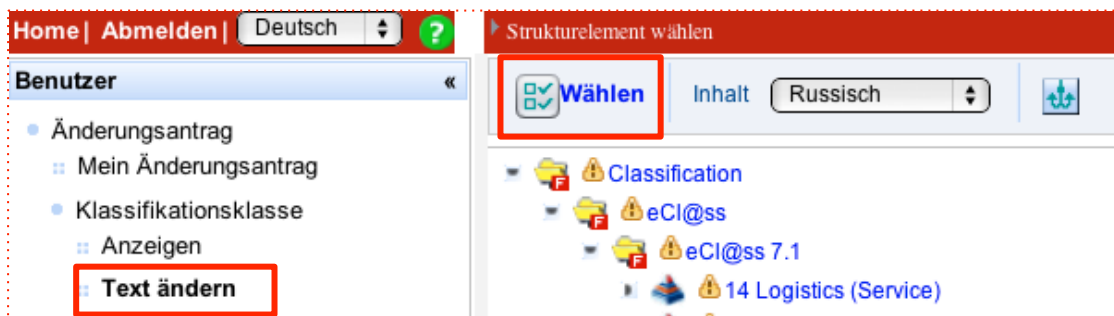 Home| Abmelden| Deutsch ?
Benutzer «
Änderungsantrag
Mein Änderungsantrag
Klassifikationsklasse
Anzeigen
Text ändern
Strukturelement wählen
Wählen Inhalt Russisch
F Classification
F eCl@ss
F eCl@ss 7.1
14 Logistics (Service)